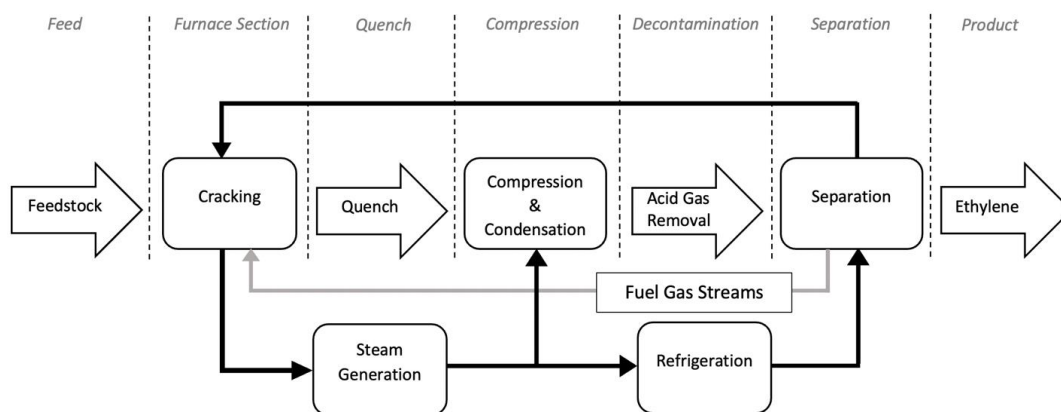 Feed
Furnace Section
Quench
Compression
Decontamination
Separation
Product
Feedstock
Cracking
Quench
Compression
&
Condensation
Acid Gas
Removal
Separation
Ethylene
Fuel Gas Streams
Steam
Generation
Refrigeration